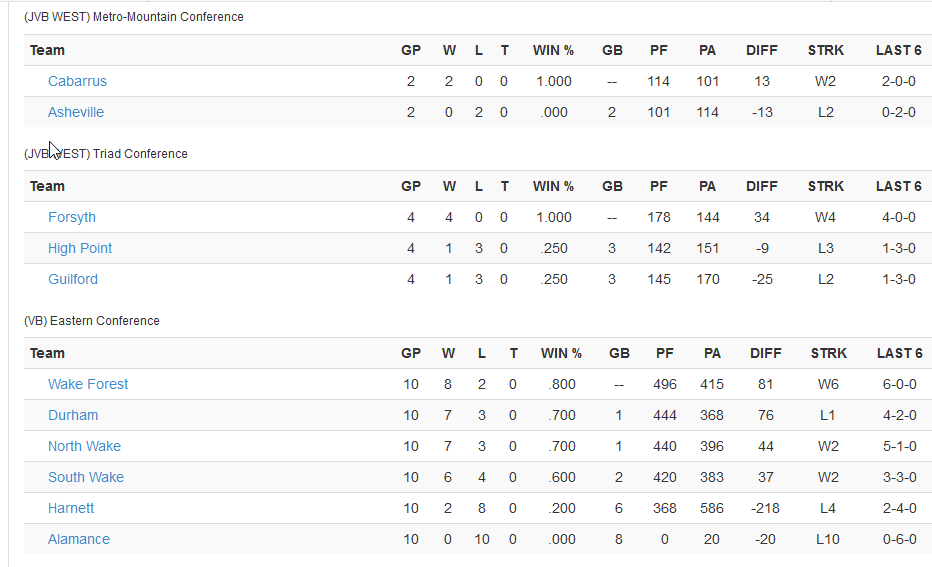 (JVB WEST) Metro-Mountain Conference
Team GP W L T WIN % GB PF PA DIFF STRK LAST 6
Cabarrus 2 2 0 0 1.000 -- 114 101 13 W2 2-0-0
Asheville 2 0 2 0 .000 2 101 114 -13 L2 0-2-0
(JVB WEST) Triad Conference
Team GP W L T WIN % GB PF PA DIFF STRK LAST 6
Forsyth 4 4 0 0 1.000 -- 178 144 34 W4 4-0-0
High Point 4 1 3 0 .250 3 142 151 -9 L3 1-3-0
Guilford 4 1 3 0 .250 3 145 170 -25 L2 1-3-0
(VB) Eastern Conference
Team GP W L T WIN % GB PF PA DIFF STRK LAST 6
Wake Forest 10 8 2 0 .800 -- 496 415 81 W6 6-0-0
Durham 10 7 3 0 .700 1 444 368 76 L1 4-2-0
North Wake 10 7 3 0 .700 1 440 396 44 W2 5-1-0
South Wake 10 6 4 0 .600 2 420 383 37 W2 3-3-0
Harnett 10 2 8 0 .200 6 368 586 -218 L4 2-4-0
Alamance 10 0 10 0 .000 8 0 20 -20 L10 0-6-0